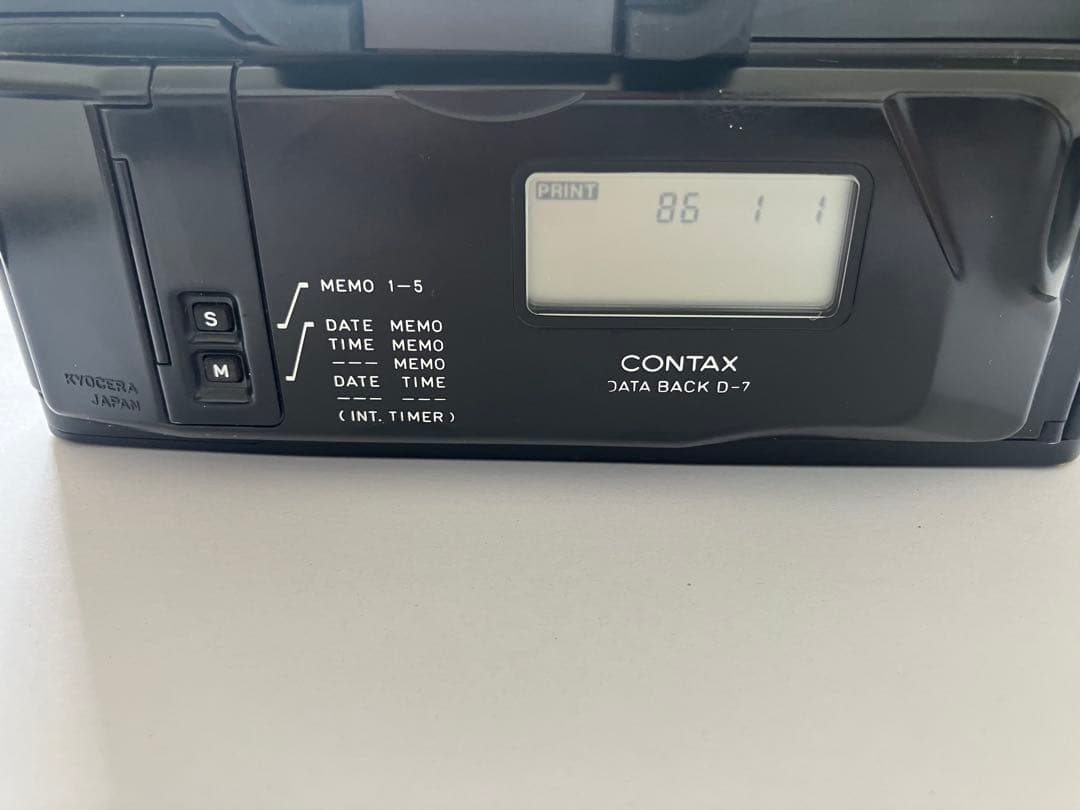 PRINT 86 1 1
MEMO 1-5
S
DATE MEMO
TIME MEMO
--- MEMO
M
DATE TIME
--- ---
(INT. TIMER)
CONTAX
DATA BACK D-7
KYOCERA
JAPAN